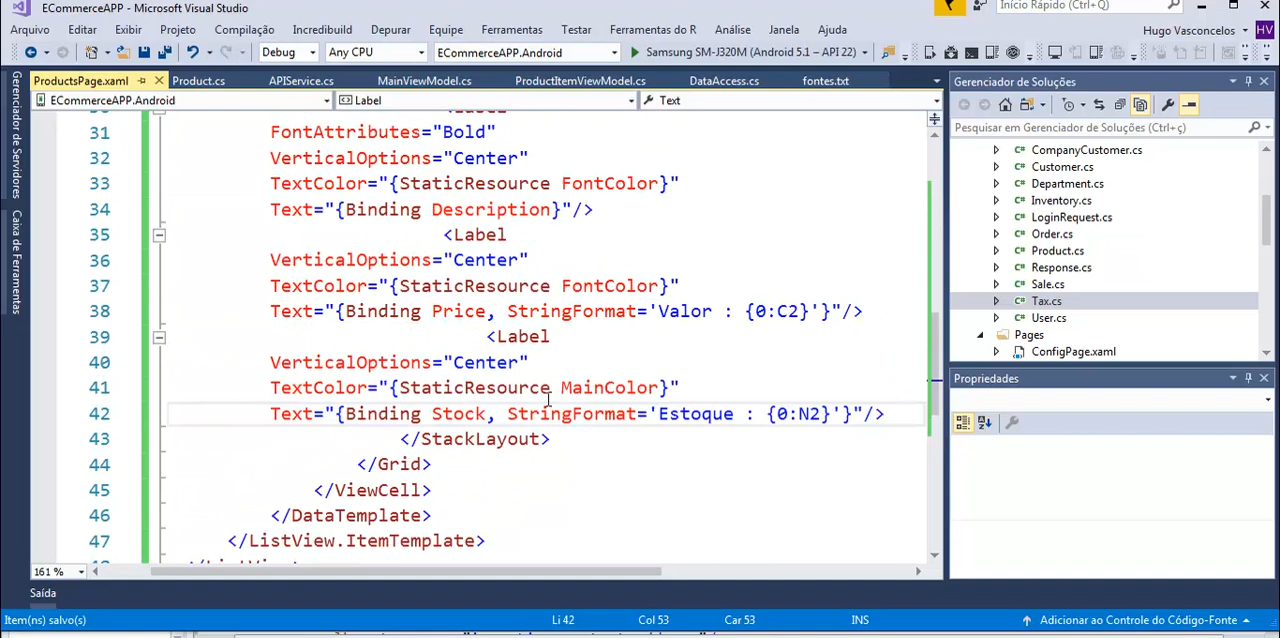 ECommerceAPP - Microsoft Visual Studio
Início Rápido (Ctrl+Q)
Arquivo Editar Exibir Projeto Compilação Incredibuild Depurar Equipe Ferramentas Testar Ferramentas do R Análise Janela Ajuda Hugo Vasconcelos HV
Debug Any CPU ECommerceAPP.Android Samsung SM-J320M (Android 5.1 - API 22)
ProductsPage.xaml Product.cs APIService.cs MainViewModel.cs ProductItemViewModel.cs DataAccess.cs fontes.txt
ECommerceAPP.Android Label Text
31 FontAttributes="Bold"
32 VerticalOptions="Center"
33 TextColor="{StaticResource FontColor}"
34 Text="{Binding Description}"/>
35 <Label
36 VerticalOptions="Center"
37 TextColor="{StaticResource FontColor}"
38 Text="{Binding Price, StringFormat='Valor : {0:C2}'}"/>
39 <Label
40 VerticalOptions="Center"
41 TextColor="{StaticResource MainColor}"
42 Text="{Binding Stock, StringFormat='Estoque : {0:N2}'}"/>
43 </StackLayout>
44 </Grid>
45 </ViewCell>
46 </DataTemplate>
47 </ListView.ItemTemplate>
161 %
Saída
Item(ns) salvo(s) Li 42 Col 53 Car 53 INS Adicionar ao Controle do Código-Fonte
Gerenciador de Servidores
Caixa de Ferramentas
Gerenciador de Soluções
Pesquisar em Gerenciador de Soluções (Ctrl+ç)
C# CompanyCustomer.cs
C# Customer.cs
C# Department.cs
C# Inventory.cs
C# LoginRequest.cs
C# Order.cs
C# Product.cs
C# Response.cs
C# Sale.cs
C# Tax.cs
C# User.cs
Pages
ConfigPage.xaml
Propriedades